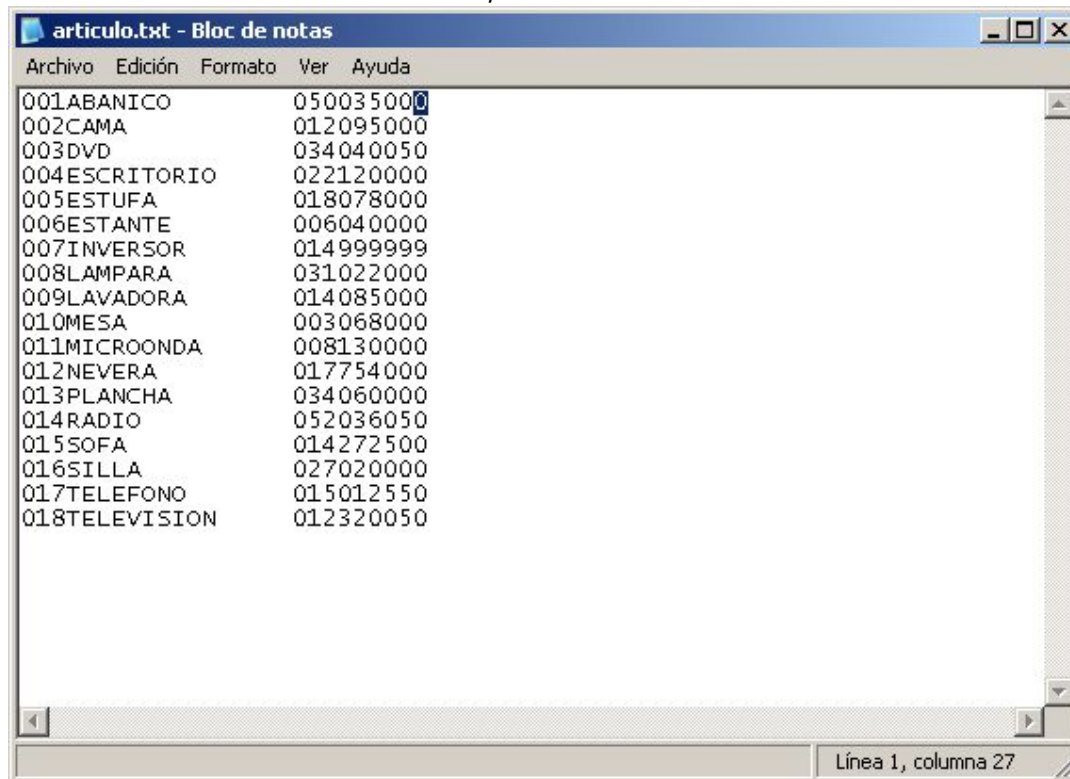 articulo.txt - Bloc de notas
Archivo Edición Formato Ver Ayuda
001ABANICO         050035000
002CAMA            012095000
003DVD             034040050
004ESCRITORIO      022120000
005ESTUFA          018078000
006ESTANTE         006040000
007INVERSOR        014999999
008LAMPARA         031022000
009LAVADORA        014085000
010MESA            003068000
011MICROONDA       008130000
012NEVERA          017754000
013PLANCHA         034060000
014RADIO           052036050
015SOFA            014272500
016SILLA           027020000
017TELEFONO        015012550
018TELEVISION      012320050
Línea 1, columna 27